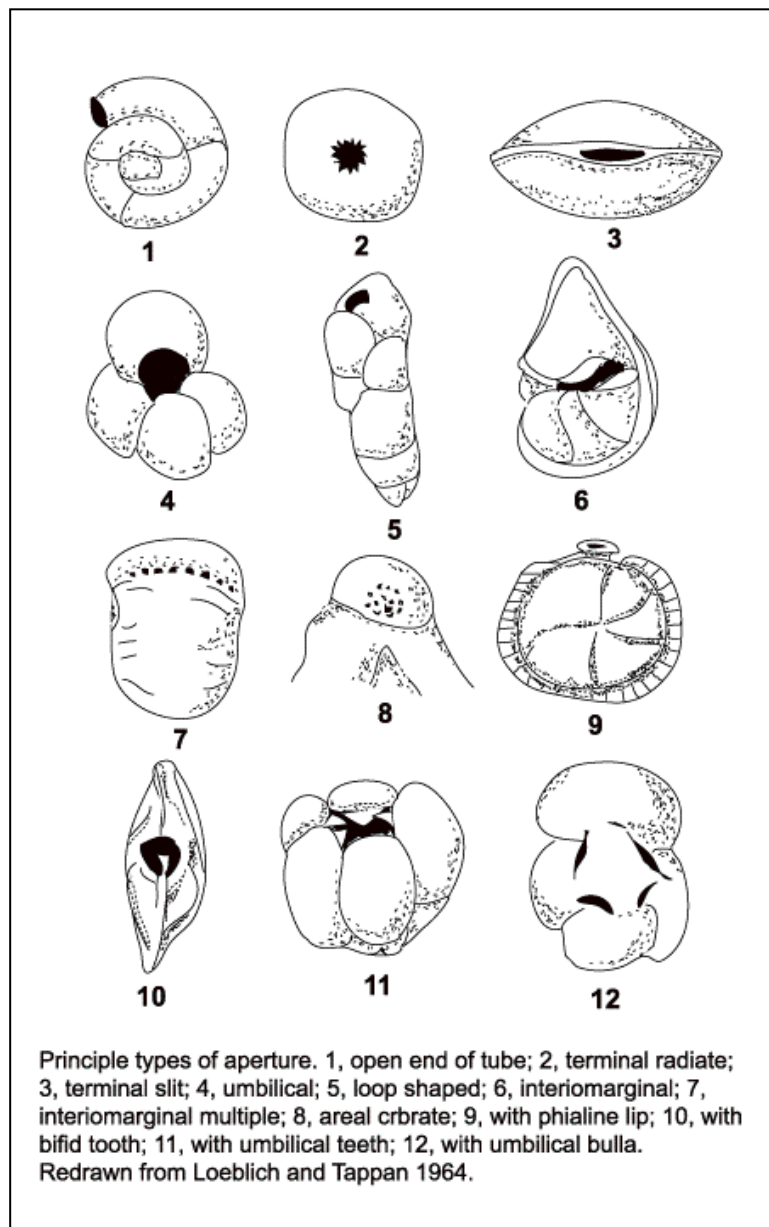 1
2
3
4
5
6
7
8
9
10
11
12
Principle types of aperture. 1, open end of tube; 2, terminal radiate;
3, terminal slit; 4, umbilical; 5, loop shaped; 6, interiomarginal; 7,
interiomarginal multiple; 8, areal crbrate; 9, with phialine lip; 10, with
bifid tooth; 11, with umbilical teeth; 12, with umbilical bulla.
Redrawn from Loeblich and Tappan 1964.